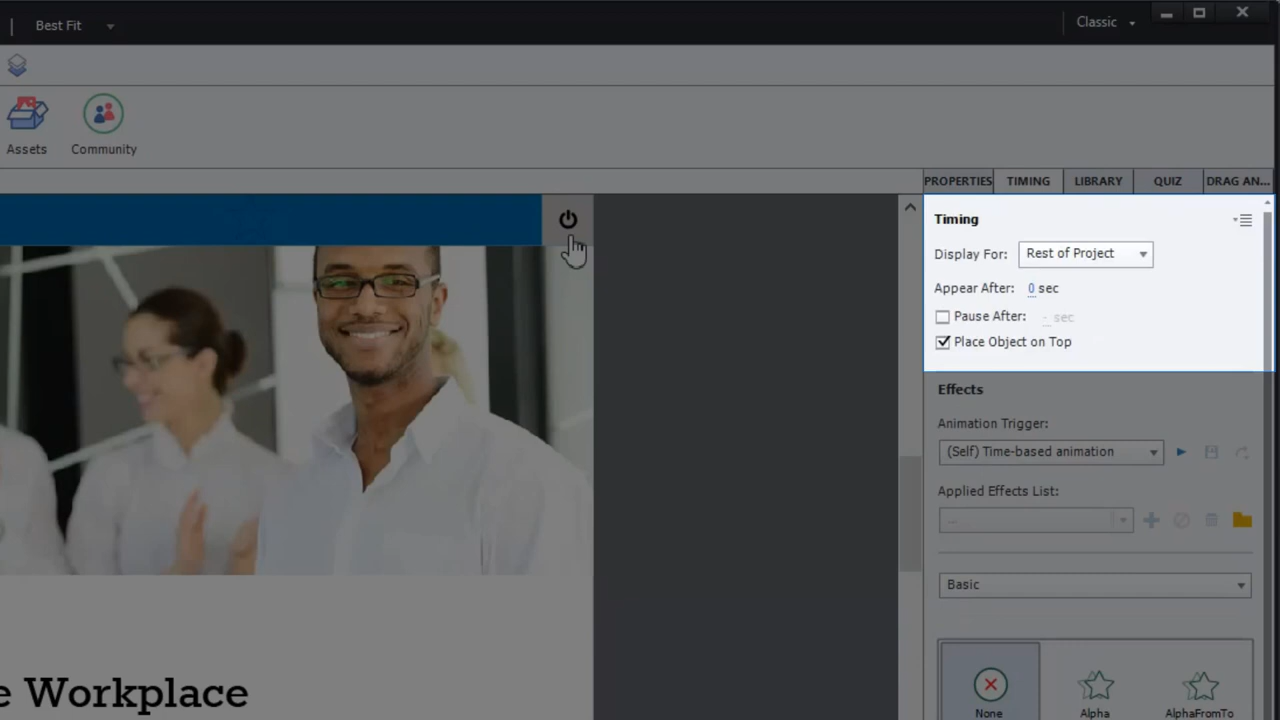 Best Fit
Classic
Assets
Community
PROPERTIES
TIMING
LIBRARY
QUIZ
DRAG AN...
Timing
Display For: Rest of Project
Appear After: 0 sec
Pause After: - sec
Place Object on Top
Effects
Animation Trigger:
(Self) Time-based animation
Applied Effects List:
--
Basic
None
Alpha
AlphaFromTo
e Workplace